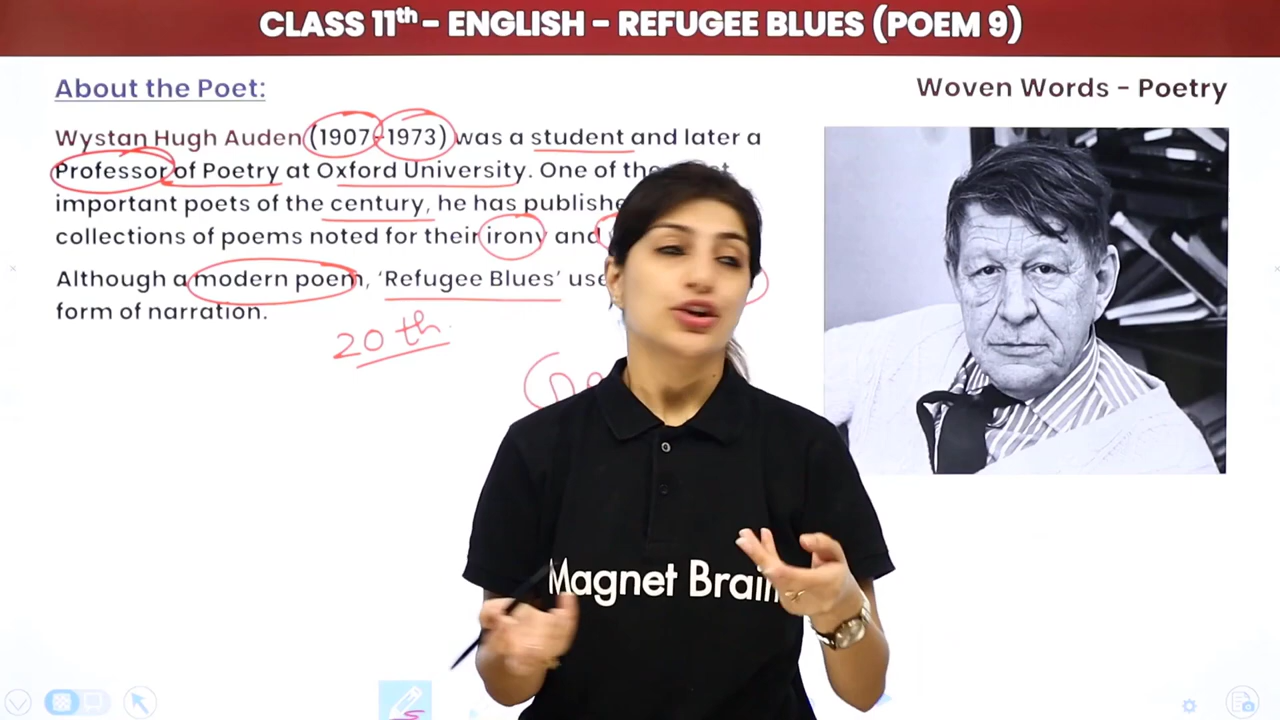 CLASS 11th – ENGLISH – REFUGEE BLUES (POEM 9)
About the Poet:
Woven Words – Poetry
Wystan Hugh Auden (1907-1973) was a student and later a
Professor of Poetry at Oxford University. One of the
important poets of the century, he has publishe
collections of poems noted for their irony and
Although a modern poem, ‘Refugee Blues’ use
form of narration.
20 th
Magnet Brain